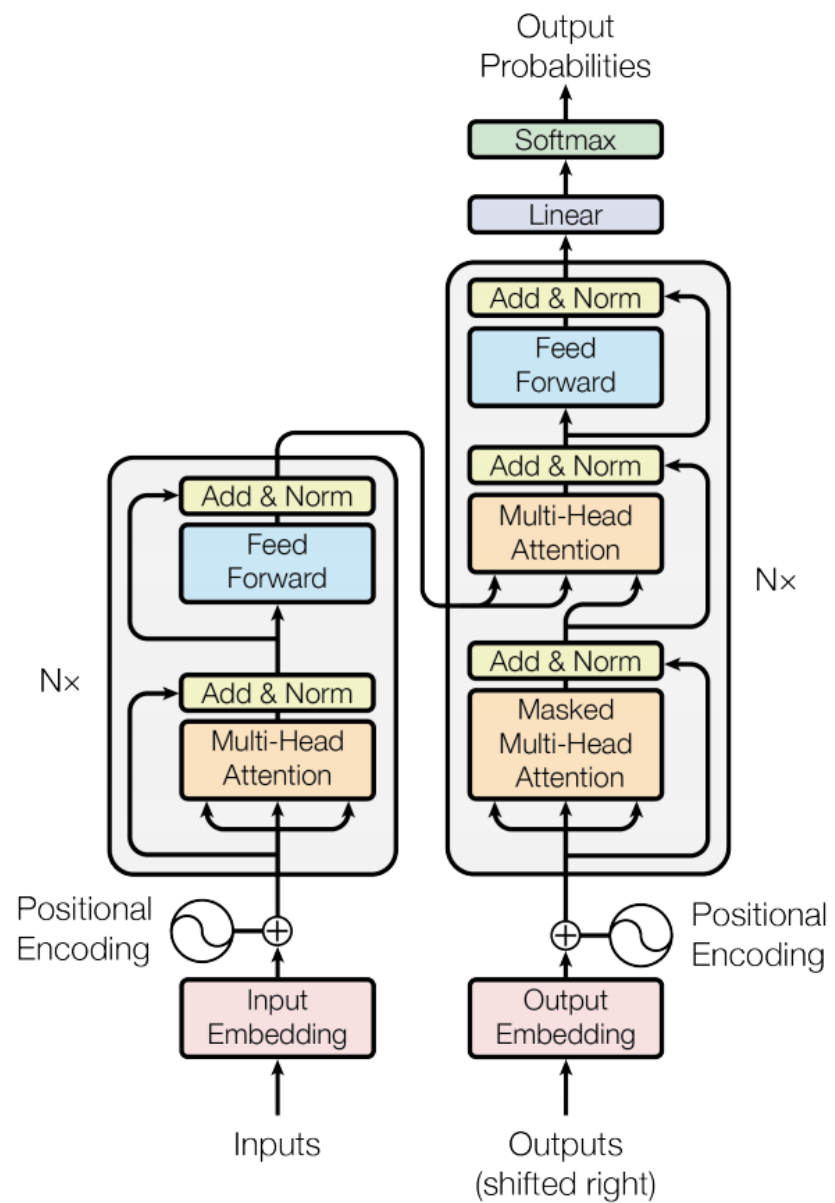 Output
Probabilities
Softmax
Linear
Add & Norm
Feed
Forward
Add & Norm
Multi-Head
Attention
Nx
Add & Norm
Masked
Multi-Head
Attention
Add & Norm
Feed
Forward
Nx
Add & Norm
Multi-Head
Attention
Positional
Encoding
Positional
Encoding
Input
Embedding
Output
Embedding
Inputs
Outputs
(shifted right)